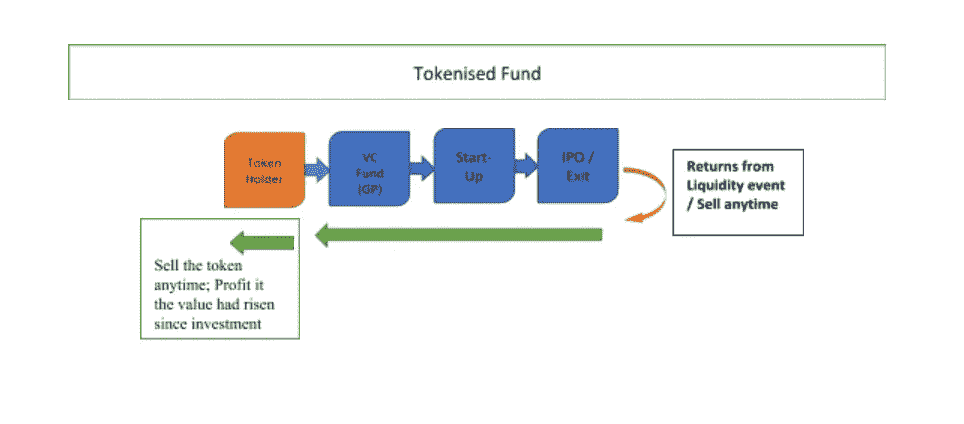 Tokenised Fund
Token
Holder
VC
Fund
(GP)
Start-
Up
IPO /
Exit
Returns from
Liquidity event
/ Sell anytime
Sell the token
anytime; Profit it
the value had risen
since investment